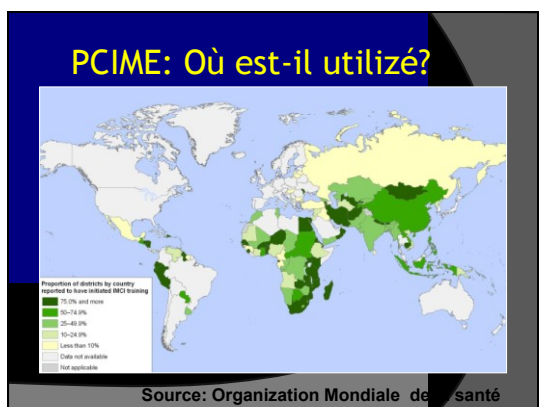 PCIME: Où est-il utilizé?
Proportion of districts by country
reported to have initiated IMCI training
75.0% and more
50–74.9%
25–49.9%
10–24.9%
Less than 10%
Data not available
Not applicable
Source: Organization Mondiale de santé